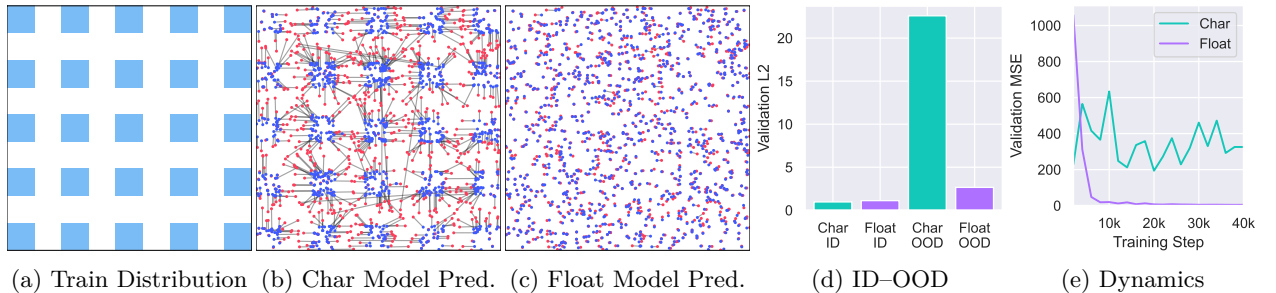 Validation L2
20
15
10
5
0
Char
ID
Float
ID
Char
OOD
Float
OOD
Validation MSE
1000
800
600
400
200
0
Char
Float
10k
20k
30k
40k
Training Step
(a) Train Distribution
(b) Char Model Pred.
(c) Float Model Pred.
(d) ID–OOD
(e) Dynamics